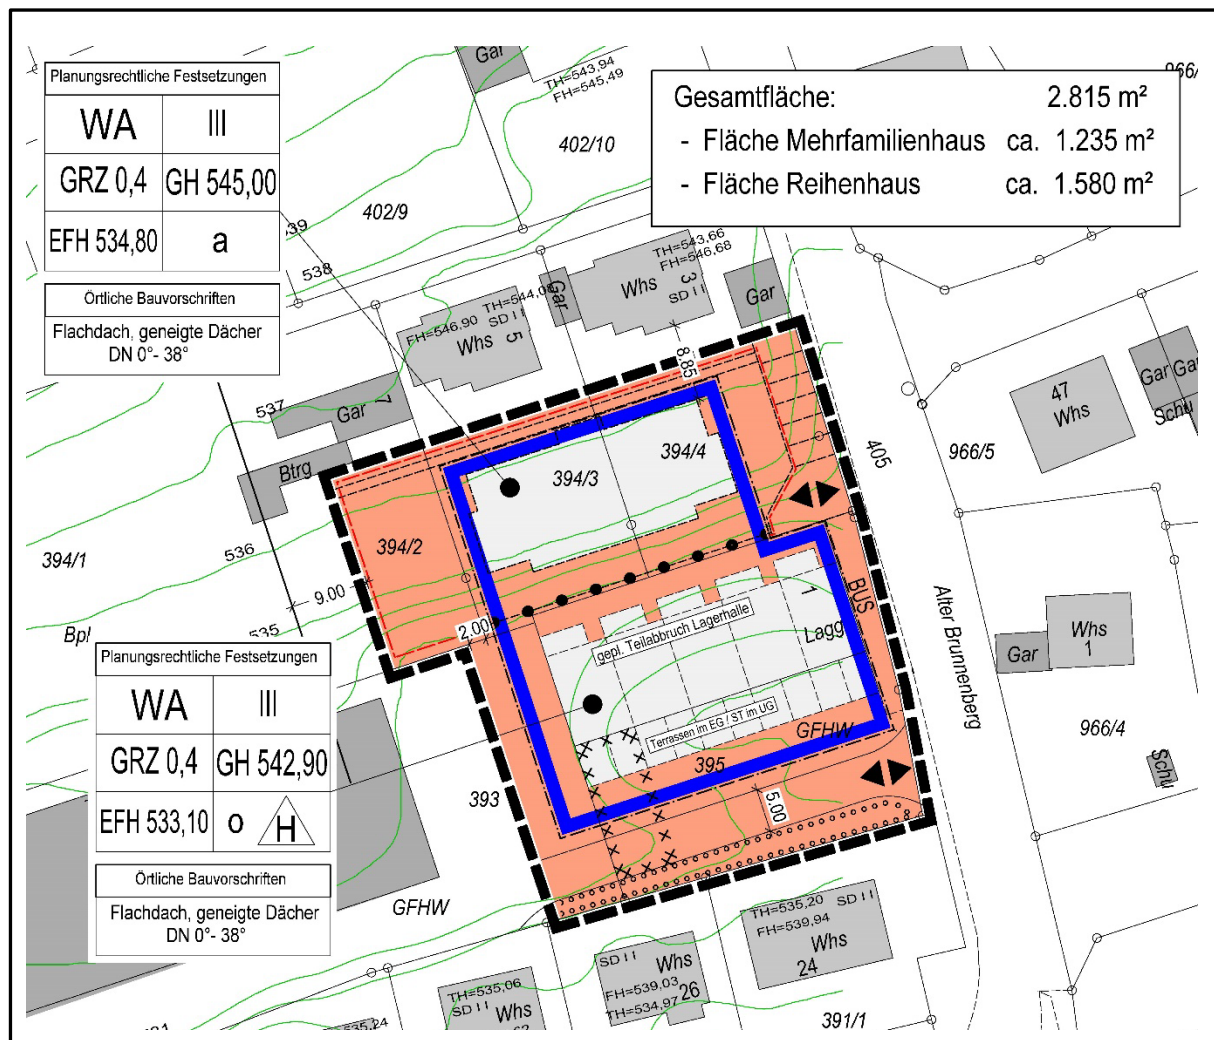 Planungsrechtliche Festsetzungen
WA III
GRZ 0,4 GH 545,00
EFH 534,80 a
Örtliche Bauvorschriften
Flachdach, geneigte Dächer
DN 0°- 38°
Gesamtfläche: 2.815 m²
- Fläche Mehrfamilienhaus ca. 1.235 m²
- Fläche Reihenhaus ca. 1.580 m²
Gar
TH=543,94
FH=545,49
402/10
966/
402/9
538
TH=543,66
FH=546,68
Whs
3
SD II
Gar
Gar
FH=546,90
Whs
5
SD II
8.85
537
Gar 7
Btrg
394/1
536
394/2
394/3
394/4
9.00
535
Bpl
2.00
405
966/5
47
Whs
Gar
Schu
BUS
gepl. Teilabbruch Lagerhalle
Lagg
1
Terrassen im EG / ST im UG
GFHW
395
5.00
393
Alter Brunnenberg
Gar
Whs
1
966/4
Schu
Planungsrechtliche Festsetzungen
WA III
GRZ 0,4 GH 542,90
EFH 533,10 o H
Örtliche Bauvorschriften
Flachdach, geneigte Dächer
DN 0°- 38°
GFHW
TH=535,20
SD II
FH=539,94
Whs
24
SD II
Whs
FH=539,03
26
TH=534,97
TH=535,06
SD II
Whs
391/1